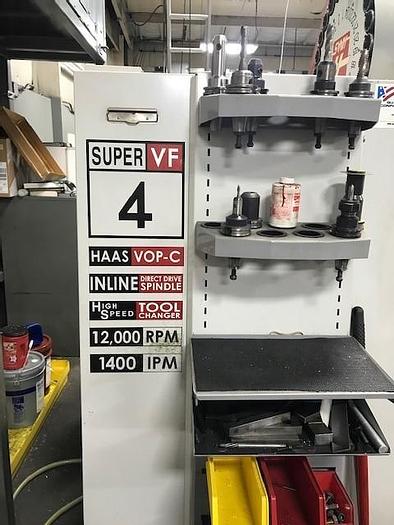 SUPER VF
4
HAAS VOP-C
INLINE DIRECT DRIVE SPINDLE
HIGH SPEED TOOL CHANGER
12,000 RPM
1400 IPM